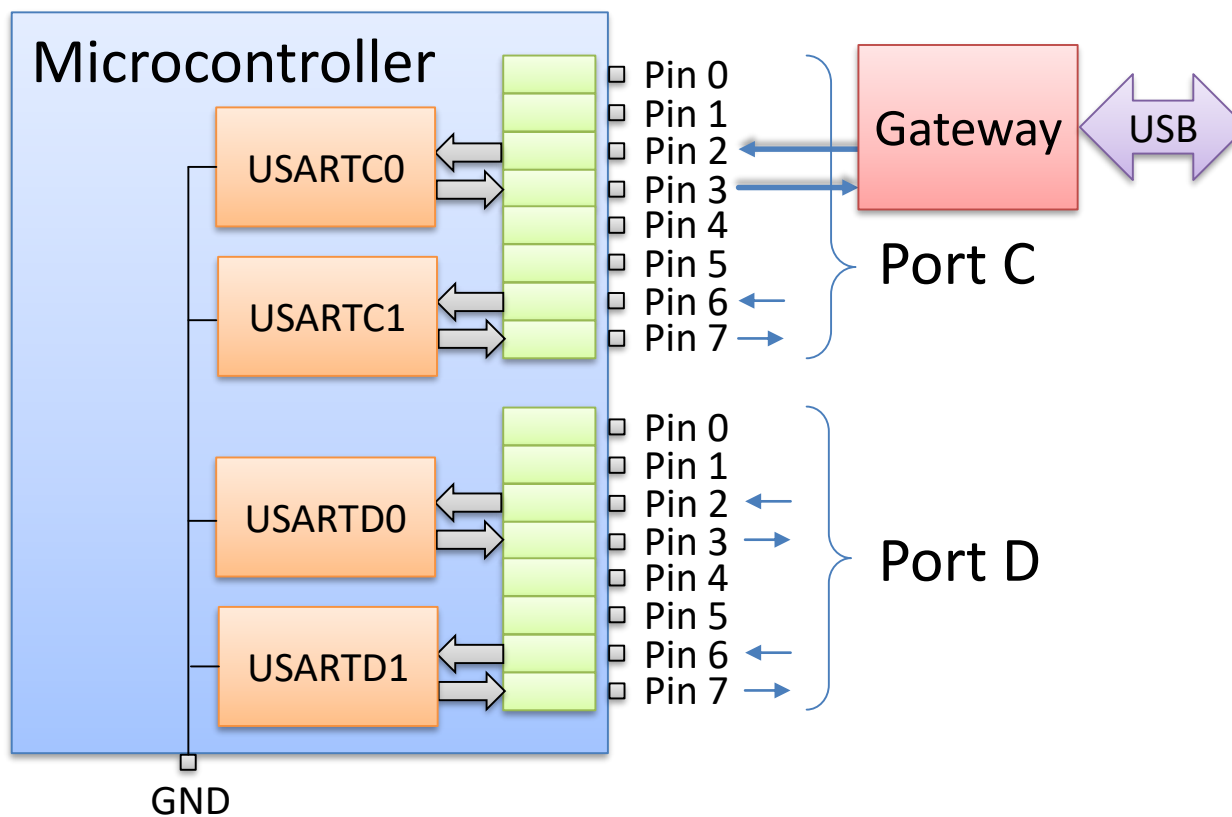 Microcontroller
USARTC0
USARTC1
USARTD0
USARTD1
GND
Pin 0
Pin 1
Pin 2
Pin 3
Pin 4
Pin 5
Pin 6
Pin 7
Port C
Gateway
USB
Pin 0
Pin 1
Pin 2
Pin 3
Pin 4
Pin 5
Pin 6
Pin 7
Port D